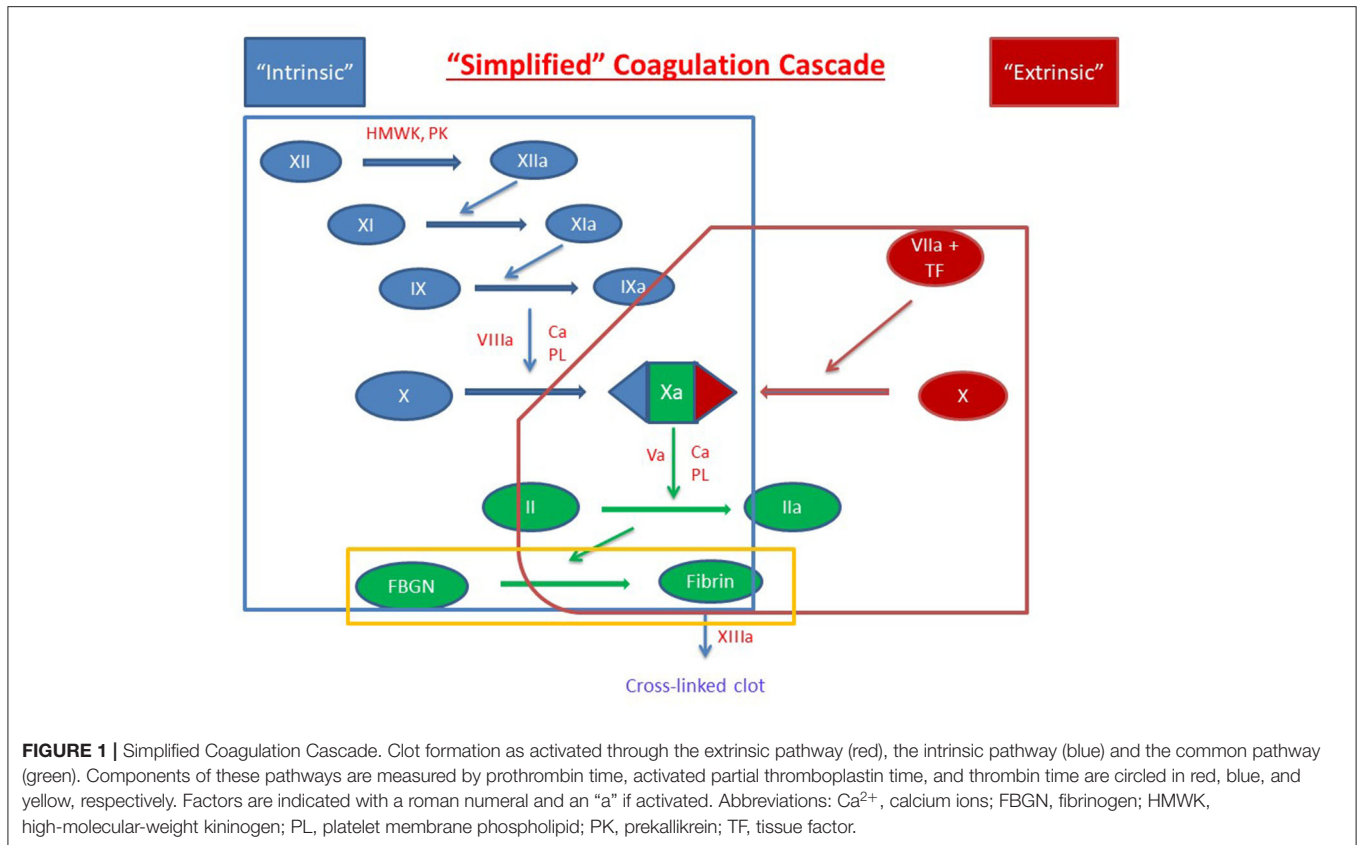 "Intrinsic"
“Simplified” Coagulation Cascade
“Extrinsic”
HMWK, PK
XII
XIIa
XI
XIa
VIIa +
TF
IX
IXa
VIIIa
Ca
PL
X
Xa
X
Va
Ca
PL
II
IIa
FBGN
Fibrin
XIIIa
Cross-linked clot
FIGURE 1 | Simplified Coagulation Cascade. Clot formation as activated through the extrinsic pathway (red), the intrinsic pathway (blue) and the common pathway
(green). Components of these pathways are measured by prothrombin time, activated partial thromboplastin time, and thrombin time are circled in red, blue, and
yellow, respectively. Factors are indicated with a roman numeral and an “a” if activated. Abbreviations: Ca²⁺, calcium ions; FBGN, fibrinogen; HMWK,
high-molecular-weight kininogen; PL, platelet membrane phospholipid; PK, prekallikrein; TF, tissue factor.